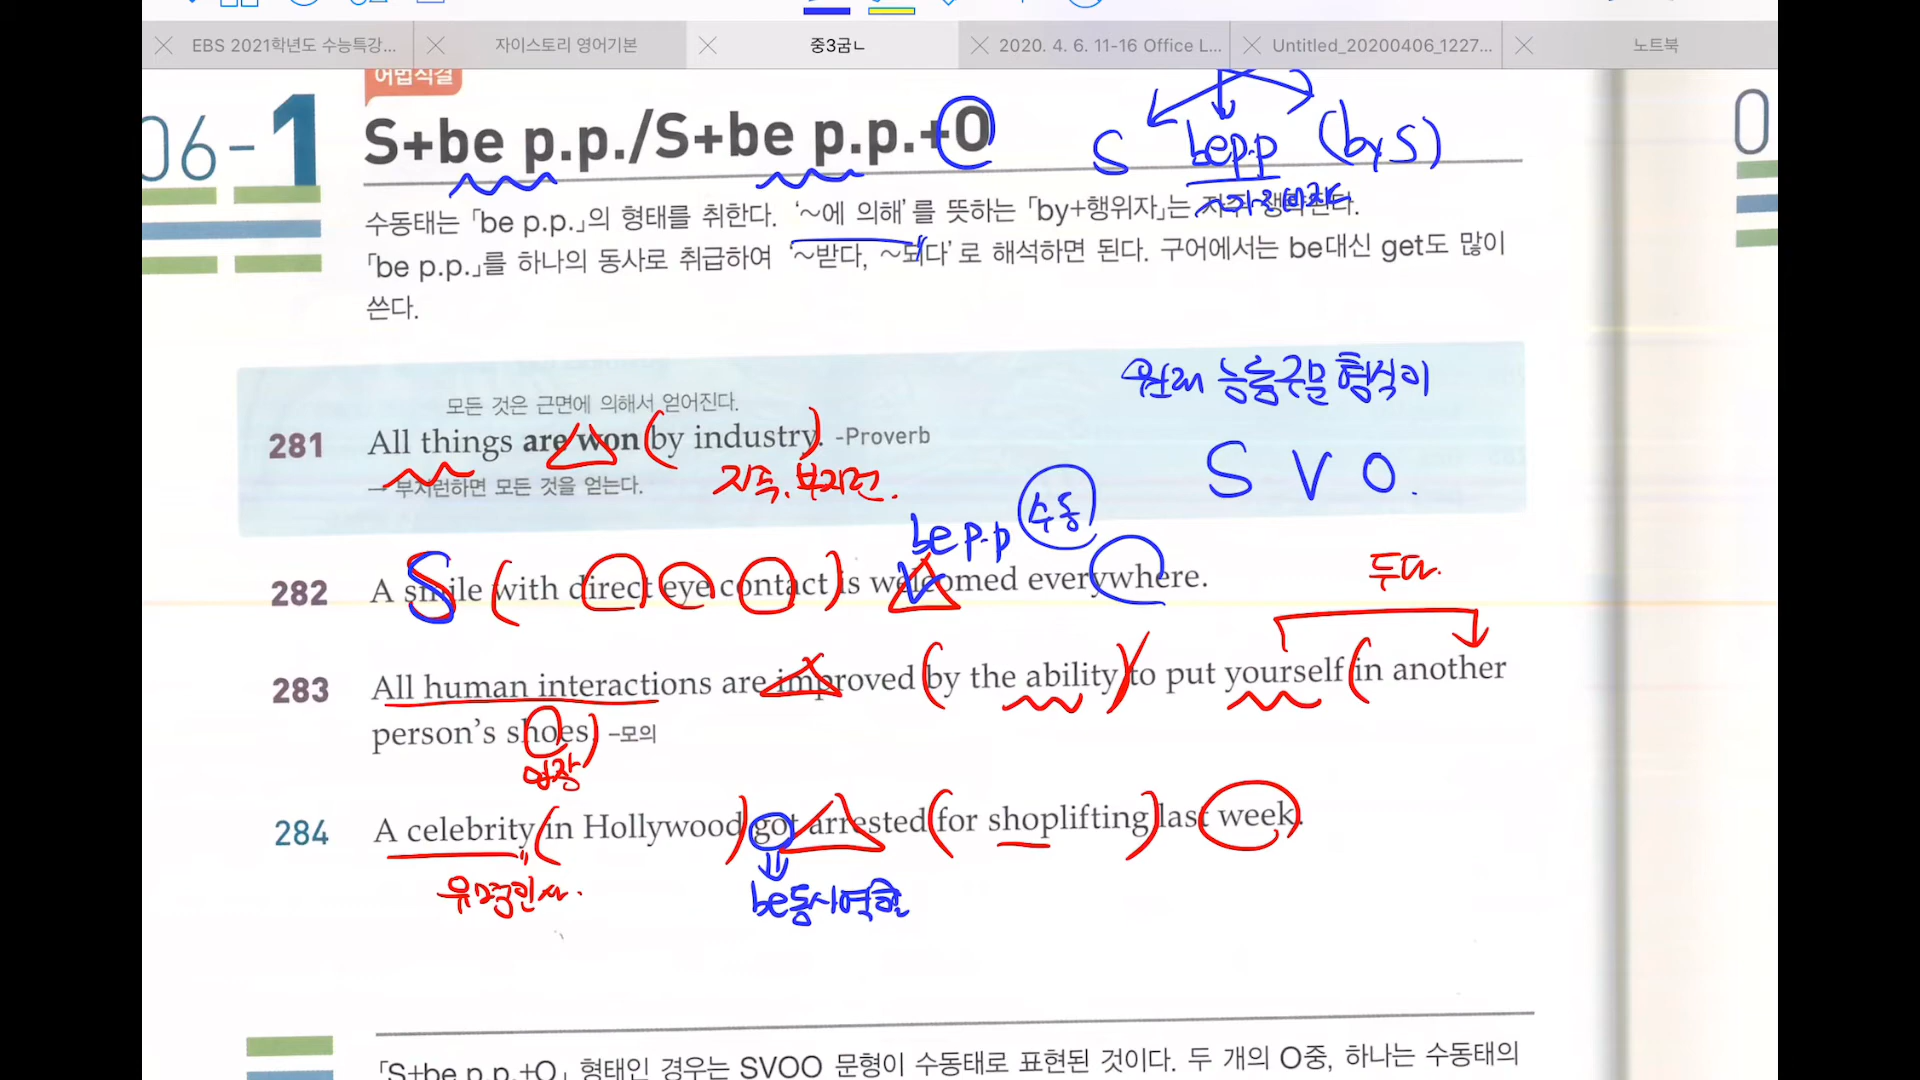 EBS 2021학년도 수능특강... 자이스토리 영어기본 중3굼ㄴ 2020. 4. 6. 11-16 Office L... Untitled_20200406_1227... 노트북
어법직결
06-1
S+be p.p./S+be p.p.+O
S be p.p (by S)
수동태는 「be p.p.」의 형태를 취한다. '~에 의해'를 뜻하는 「by+행위자」는 자주 생략된다.
「be p.p.」를 하나의 동사로 취급하여 '~받다, ~되다'로 해석하면 된다. 구어에서는 be대신 get도 많이
쓴다.
원래 능동구문 형식이
S V O.
모든 것은 근면에 의해서 얻어진다.
281 All things are won by industry. -Proverb
→ 부지런하면 모든 것을 얻는다.
be p.p 수동
S V
282 A smile with direct eye contact is welcomed everywhere.
두다.
283 All human interactions are improved by the ability to put yourself in another
person's shoes. –모의
입장
284 A celebrity in Hollywood got arrested for shoplifting last week.
유명인사.
be동사역할
「S+be p.p.+O」 형태인 경우는 SVOO 문형이 수동태로 표현된 것이다. 두 개의 O중, 하나는 수동태의
0